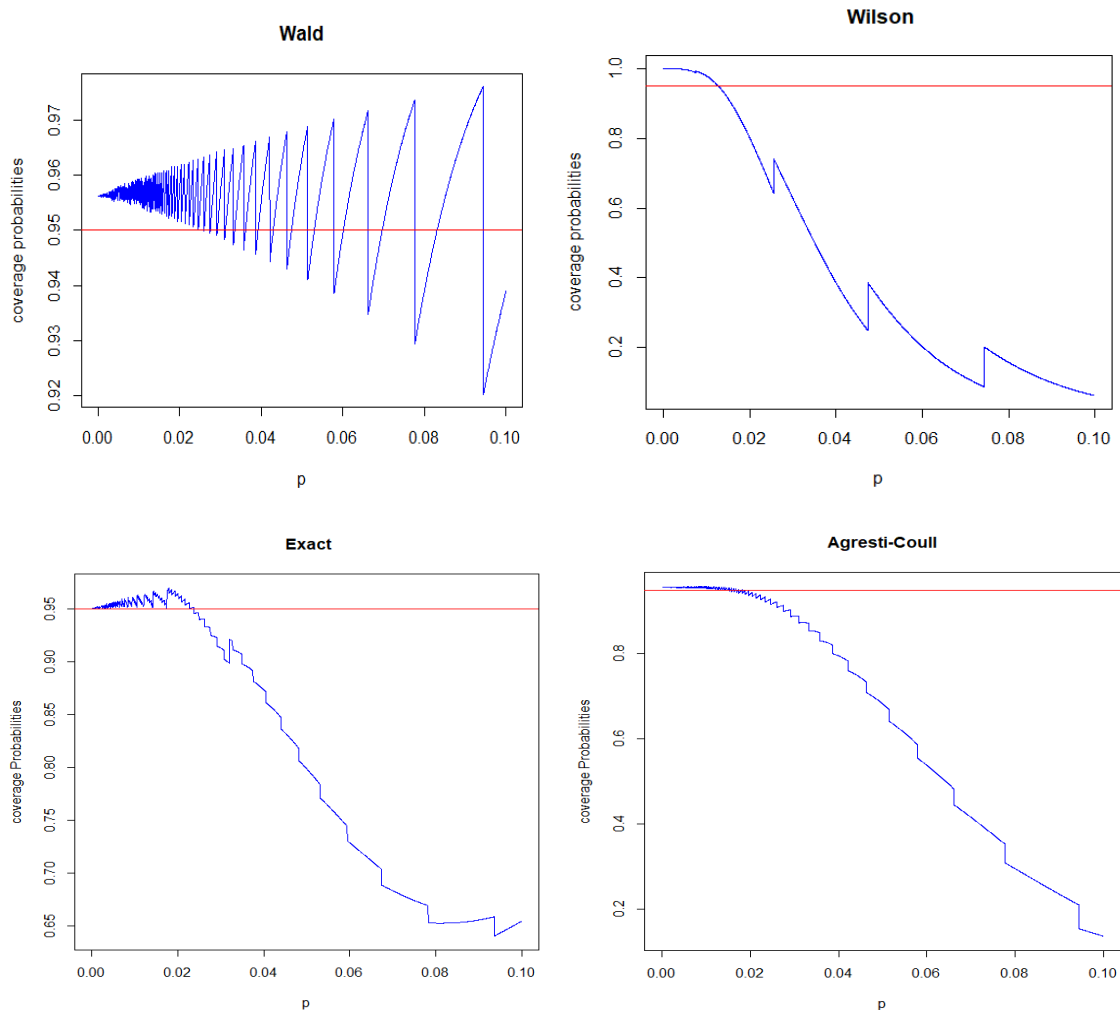 Wald
coverage probabilities
0.97
0.96
0.95
0.94
0.93
0.92
0.00 0.02 0.04 0.06 0.08 0.10
p
Wilson
coverage probabilities
1.0
0.8
0.6
0.4
0.2
0.00 0.02 0.04 0.06 0.08 0.10
p
Exact
coverage Probabilities
0.95
0.90
0.85
0.80
0.75
0.70
0.65
0.00 0.02 0.04 0.06 0.08 0.10
p
Agresti-Coull
coverage Probabilities
0.8
0.6
0.4
0.2
0.00 0.02 0.04 0.06 0.08 0.10
p